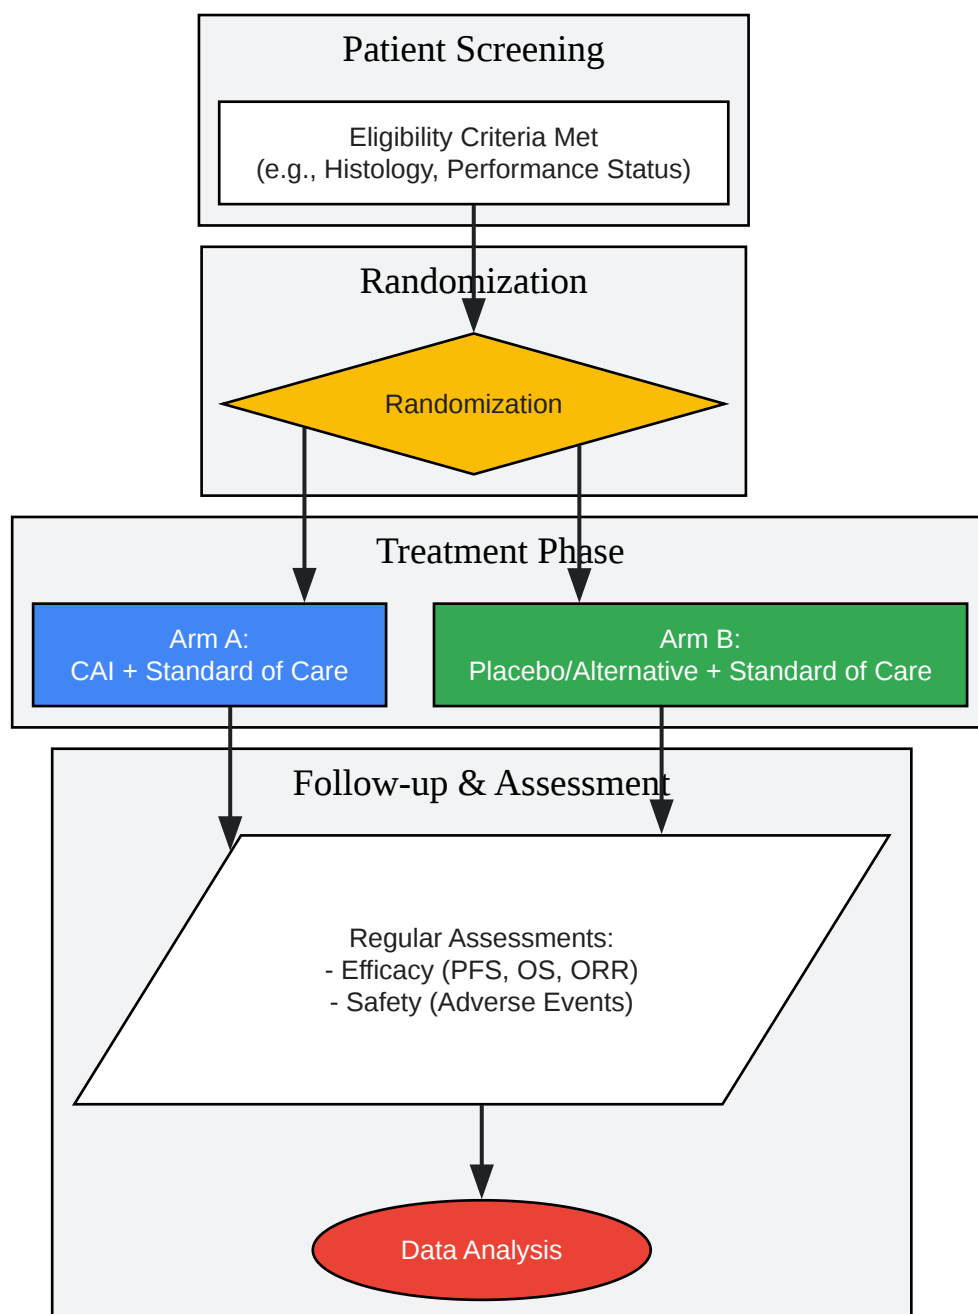 Patient Screening
Eligibility Criteria Met
(e.g., Histology, Performance Status)
Randomization
Randomization
Treatment Phase
Arm A:
CAI + Standard of Care
Arm B:
Placebo/Alternative + Standard of Care
Follow-up & Assessment
Regular Assessments:
- Efficacy (PFS, OS, ORR)
- Safety (Adverse Events)
Data Analysis